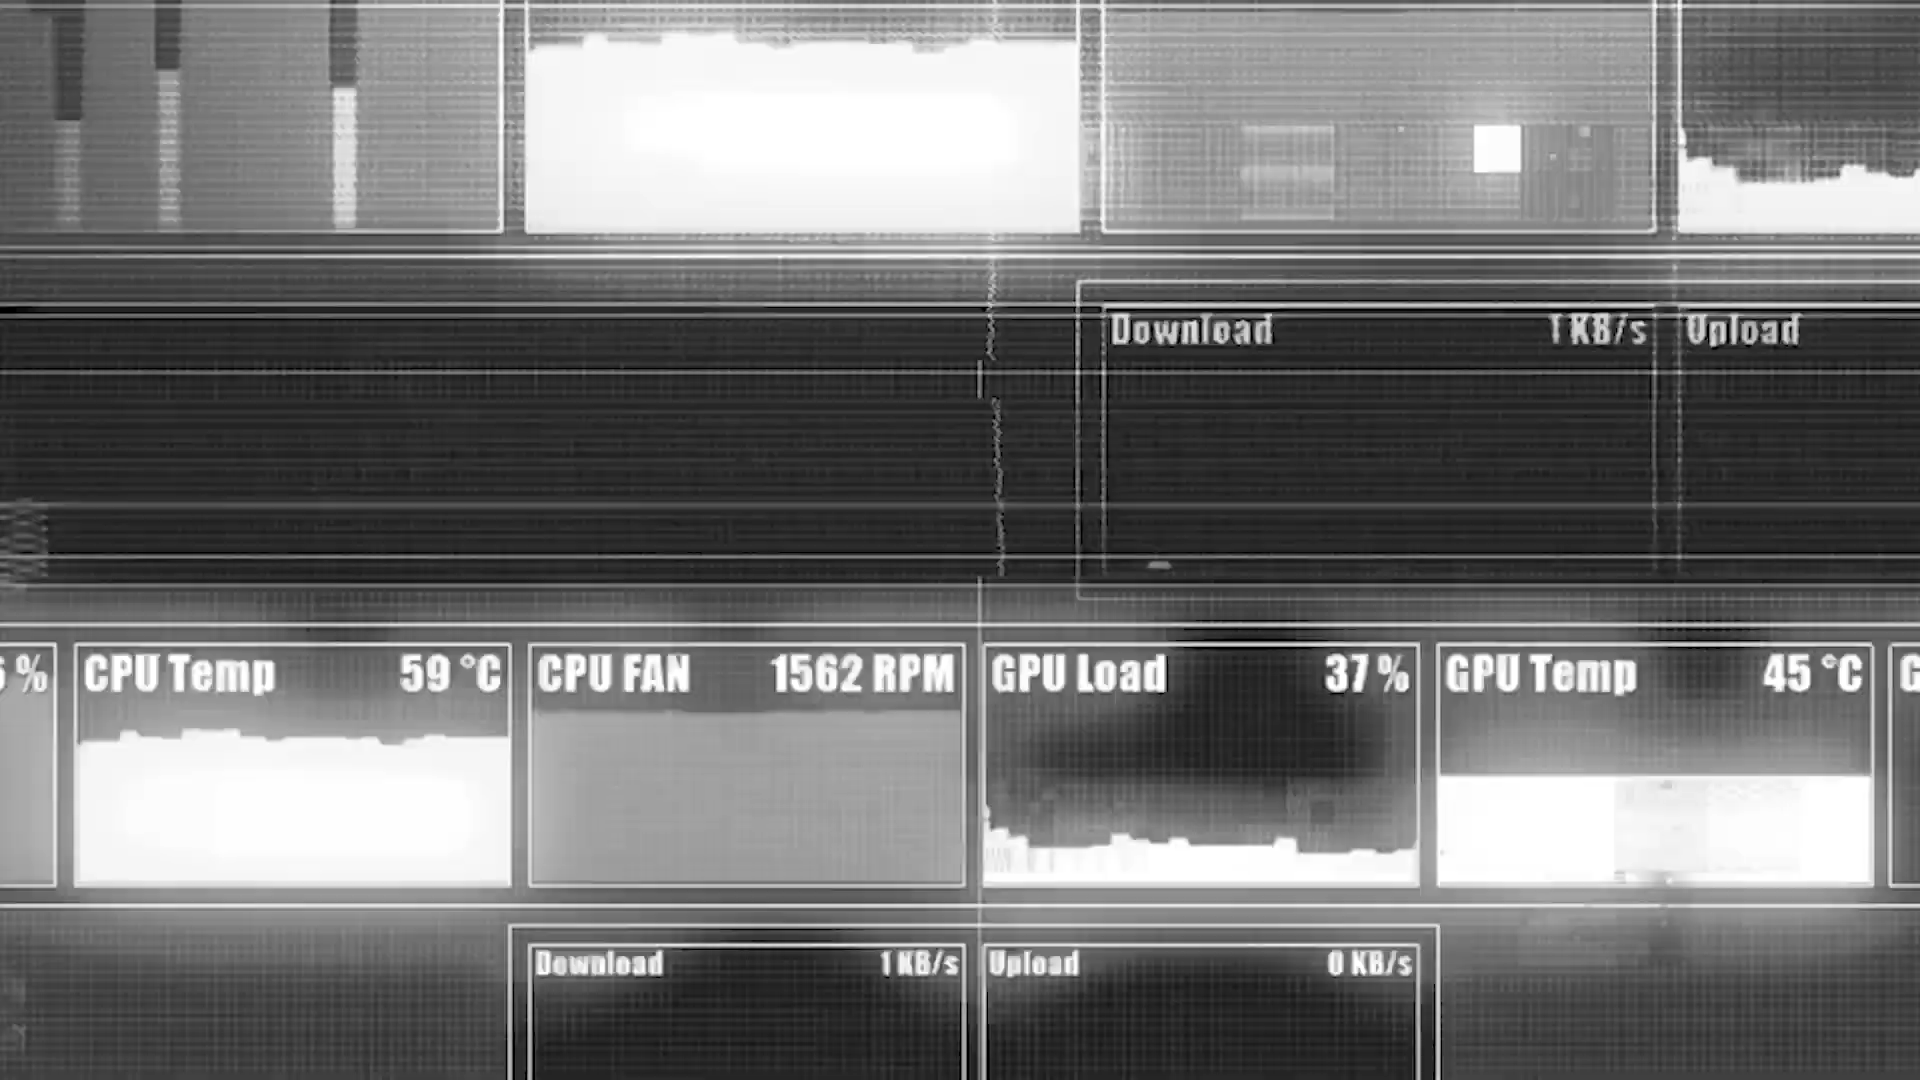 Download 1 KB/s Upload
% CPU Temp 59 °C CPU FAN 1562 RPM GPU Load 37 % GPU Temp 45 °C G
Download 1 KB/s Upload 0 KB/s